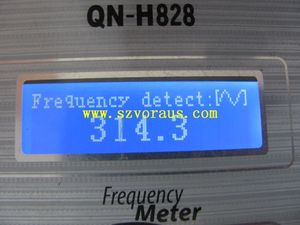 QN-H828
Frequency detect:[/\/]
www.szvoraus.com
314.3
Frequency
Meter